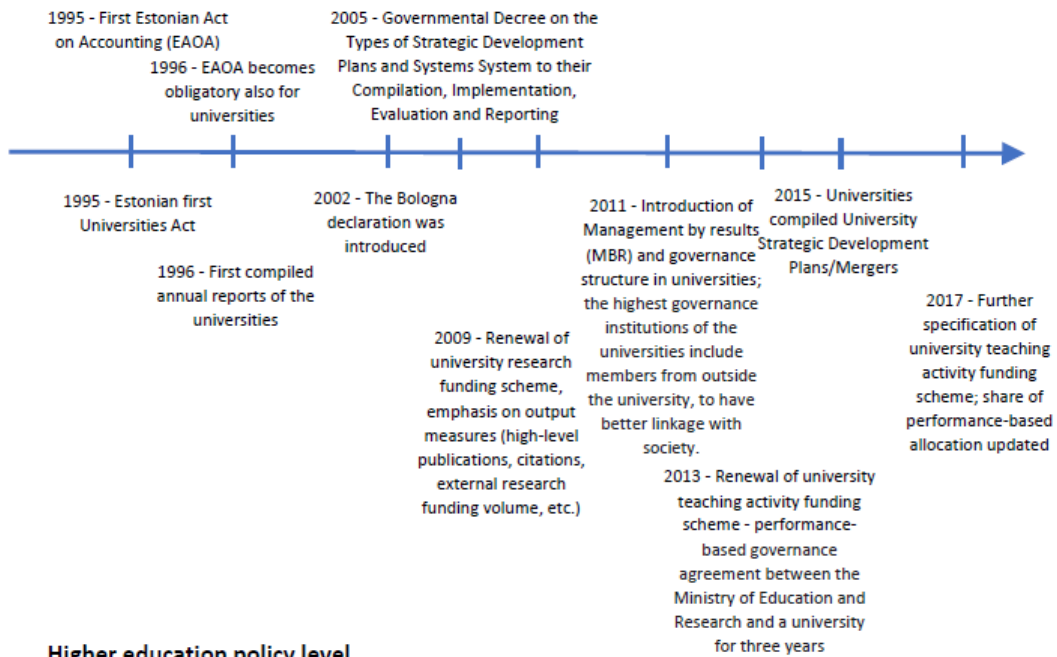 1995 - First Estonian Act
on Accounting (EAOA)
1996 - EAOA becomes
obligatory also for
universities
2005 - Governmental Decree on the
Types of Strategic Development
Plans and Systems System to their
Compilation, Implementation,
Evaluation and Reporting
1995 - Estonian first
Universities Act
1996 - First compiled
annual reports of the
universities
2002 - The Bologna
declaration was
introduced
2009 - Renewal of
university research
funding scheme,
emphasis on output
measures (high-level
publications, citations,
external research
funding volume, etc.)
2011 - Introduction of
Management by results
(MBR) and governance
structure in universities;
the highest governance
institutions of the
universities include
members from outside
the university, to have
better linkage with
society.
2013 - Renewal of university
teaching activity funding
scheme - performance-
based governance
agreement between the
Ministry of Education and
Research and a university
for three years
2015 - Universities
compiled University
Strategic Development
Plans/Mergers
2017 - Further
specification of
university teaching
activity funding
scheme; share of
performance-based
allocation updated
Higher education policy level